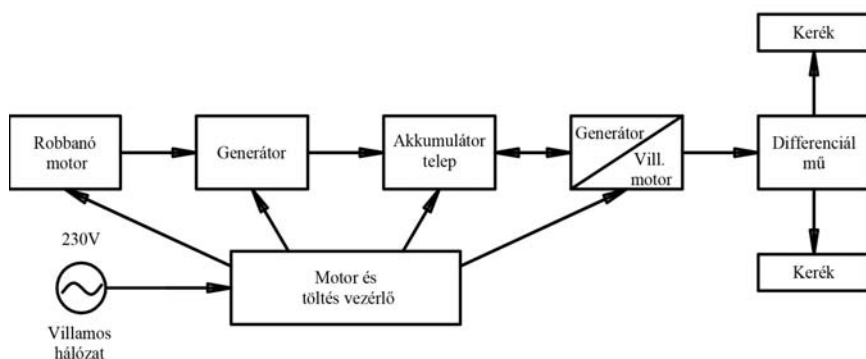 Kerék
Robbanó
motor
Generátor
Akkumulátor
telep
Generátor
Vill.
motor
Differenciál
mű
230V
Motor és
töltés vezérlő
Kerék
Villamos
hálózat